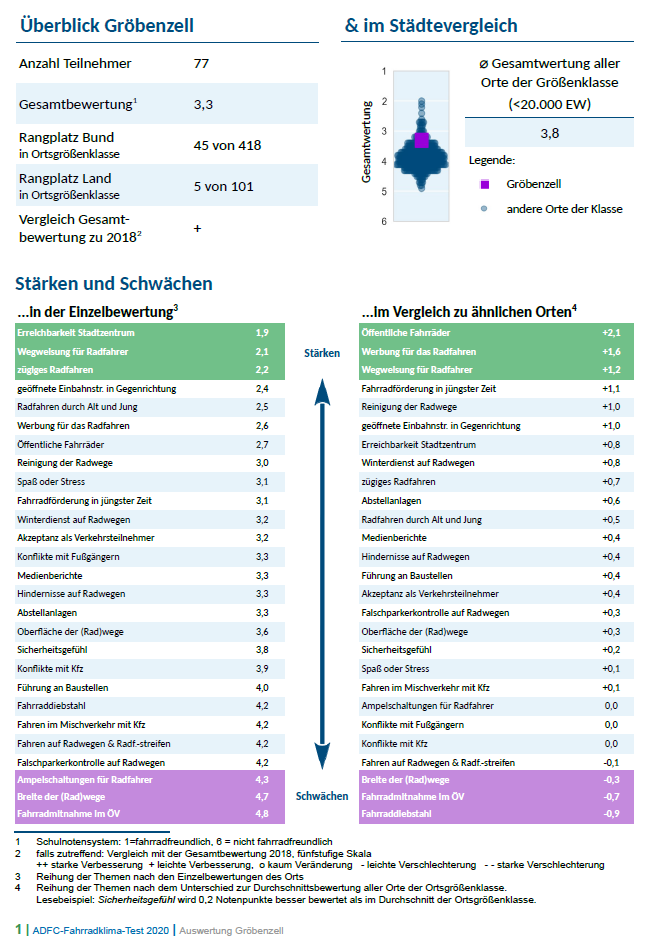 Überblick Gröbenzell
Anzahl Teilnehmer 77
Gesamtbewertung1 3,3
Rangplatz Bund
in Ortsgrößenklasse 45 von 418
Rangplatz Land
in Ortsgrößenklasse 5 von 101
Vergleich Gesamt-
bewertung zu 20182 +
& im Städtevergleich
Gesamtwertung
1
2
3
4
5
6
⌀ Gesamtwertung aller
Orte der Größenklasse
(<20.000 EW)
3,8
Legende:
Gröbenzell
andere Orte der Klasse
Stärken und Schwächen
...in der Einzelbewertung3
Erreichbarkeit Stadtzentrum 1,9
Wegweisung für Radfahrer 2,1
zügiges Radfahren 2,2
geöffnete Einbahnstr. in Gegenrichtung 2,4
Radfahren durch Alt und Jung 2,5
Werbung für das Radfahren 2,6
Öffentliche Fahrräder 2,7
Reinigung der Radwege 3,0
Spaß oder Stress 3,1
Fahrradförderung in jüngster Zeit 3,1
Winterdienst auf Radwegen 3,2
Akzeptanz als Verkehrsteilnehmer 3,2
Konflikte mit Fußgängern 3,3
Medienberichte 3,3
Hindernisse auf Radwegen 3,3
Abstellanlagen 3,3
Oberfläche der (Rad)wege 3,6
Sicherheitsgefühl 3,8
Konflikte mit Kfz 3,9
Führung an Baustellen 4,0
Fahrraddiebstahl 4,2
Fahren im Mischverkehr mit Kfz 4,2
Fahren auf Radwegen & Radf.-streifen 4,2
Falschparkerkontrolle auf Radwegen 4,2
Ampelschaltungen für Radfahrer 4,3
Breite der (Rad)wege 4,7
Fahrradmitnahme im ÖV 4,8
Stärken
Schwächen
...im Vergleich zu ähnlichen Orten4
Öffentliche Fahrräder +2,1
Werbung für das Radfahren +1,6
Wegweisung für Radfahrer +1,2
Fahrradförderung in jüngster Zeit +1,1
Reinigung der Radwege +1,0
geöffnete Einbahnstr. in Gegenrichtung +1,0
Erreichbarkeit Stadtzentrum +0,8
Winterdienst auf Radwegen +0,8
zügiges Radfahren +0,7
Abstellanlagen +0,6
Radfahren durch Alt und Jung +0,5
Medienberichte +0,4
Hindernisse auf Radwegen +0,4
Führung an Baustellen +0,4
Akzeptanz als Verkehrsteilnehmer +0,4
Falschparkerkontrolle auf Radwegen +0,3
Oberfläche der (Rad)wege +0,3
Sicherheitsgefühl +0,2
Spaß oder Stress +0,1
Fahren im Mischverkehr mit Kfz +0,1
Ampelschaltungen für Radfahrer 0,0
Konflikte mit Fußgängern 0,0
Konflikte mit Kfz 0,0
Fahren auf Radwegen & Radf.-streifen -0,1
Breite der (Rad)wege -0,3
Fahrradmitnahme im ÖV -0,7
Fahrraddiebstahl -0,9
1 Schulnotensystem: 1=fahrradfreundlich, 6 = nicht fahrradfreundlich
2 falls zutreffend: Vergleich mit der Gesamtbewertung 2018, fünfstufige Skala
++ starke Verbesserung + leichte Verbesserung, o kaum Veränderung - leichte Verschlechterung - - starke Verschlechterung
3 Reihung der Themen nach den Einzelbewertungen des Orts
4 Reihung der Themen nach dem Unterschied zur Durchschnittsbewertung aller Orte der Ortsgrößenklasse.
Lesebeispiel: Sicherheitsgefühl wird 0,2 Notenpunkte besser bewertet als im Durchschnitt der Ortsgrößenklasse.
1 | ADFC-Fahrradklima-Test 2020 | Auswertung Gröbenzell